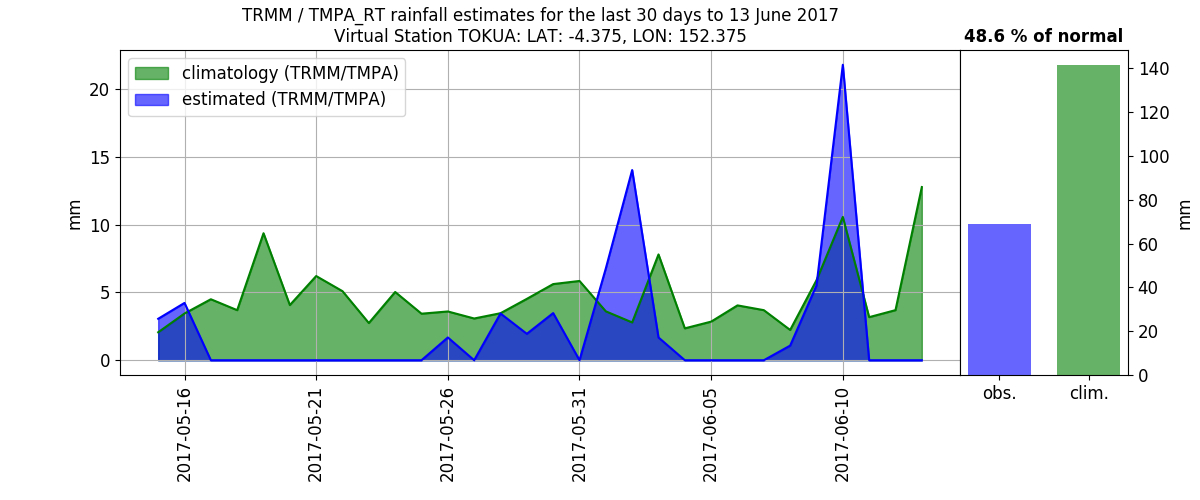 TRMM / TMPA_RT rainfall estimates for the last 30 days to 13 June 2017
Virtual Station TOKUA: LAT: -4.375, LON: 152.375
48.6 % of normal
climatology (TRMM/TMPA)
estimated (TRMM/TMPA)
mm
20
15
10
5
0
2017-05-16
2017-05-21
2017-05-26
2017-05-31
2017-06-05
2017-06-10
140
120
100
80
60
40
20
0
mm
obs.
clim.